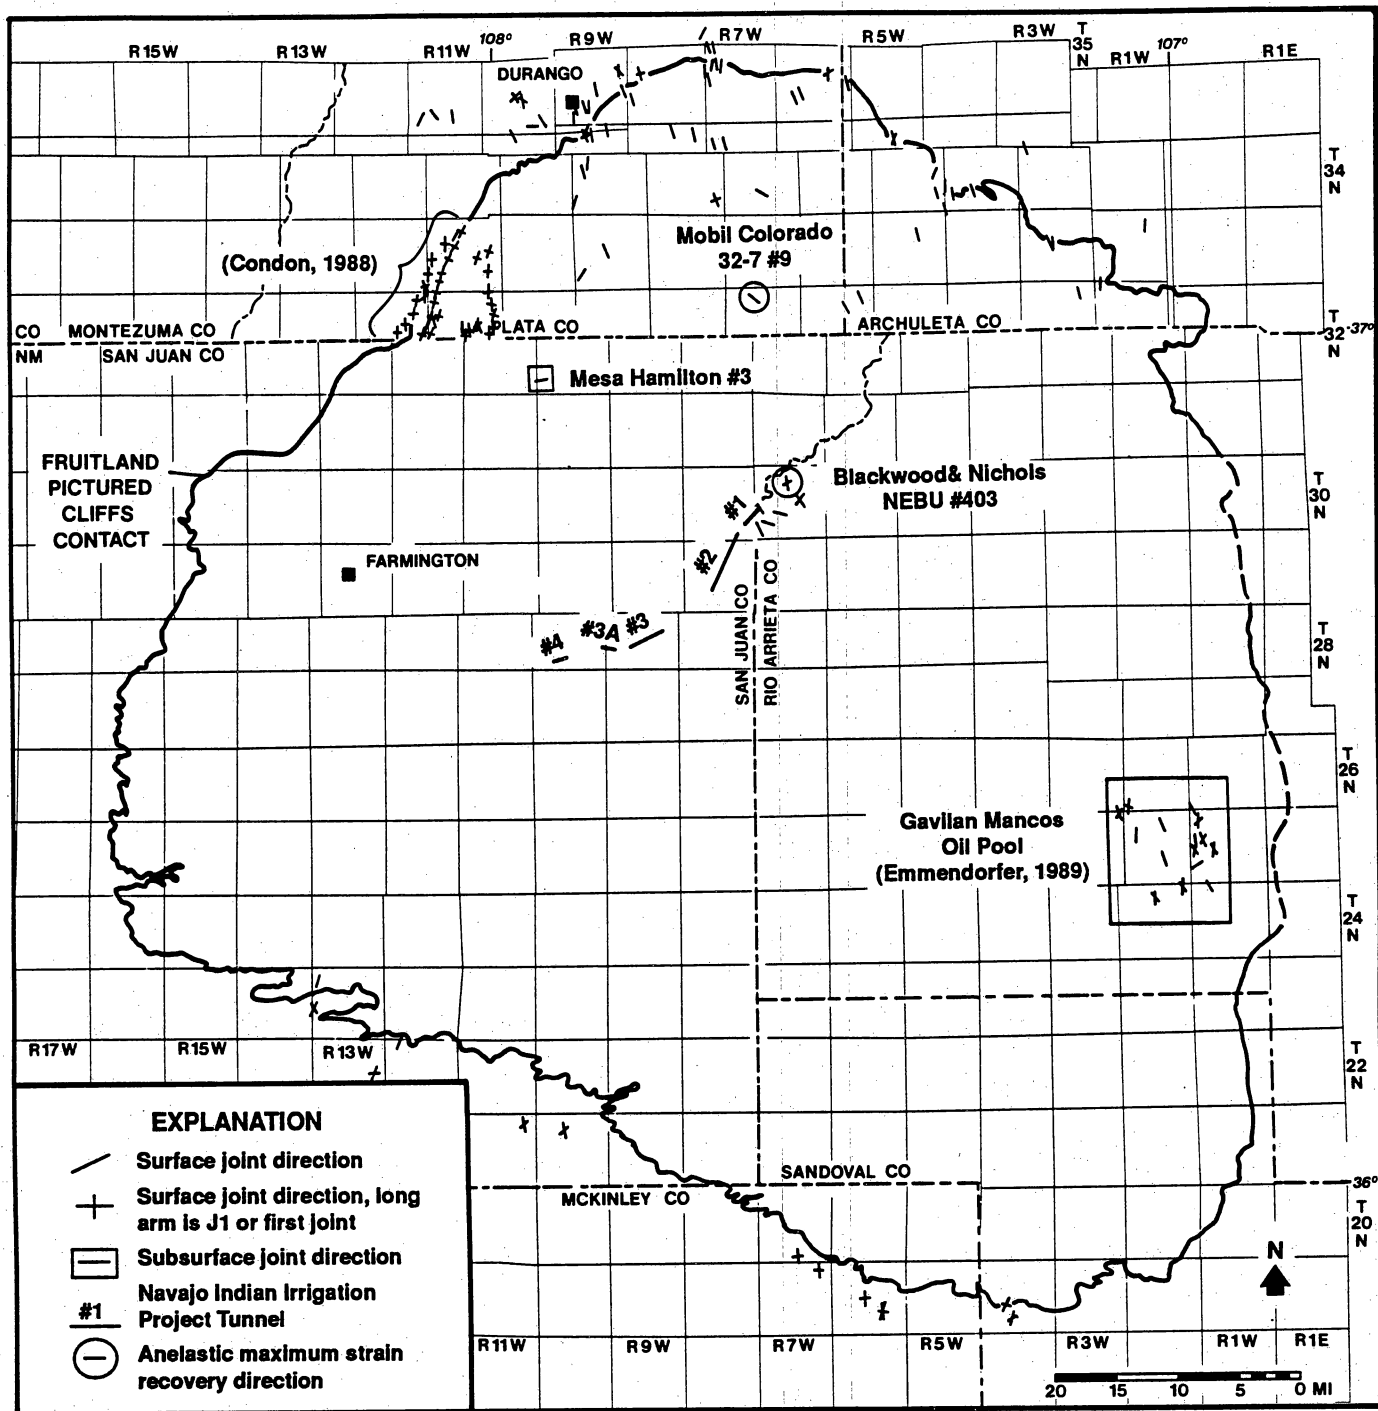 R15W R13W R11W 108° R9W R7W R5W R3W T 35 N R1W 107° R1E
DURANGO
T 34 N
Mobil Colorado
32-7 #9
(Condon, 1988)
CO MONTEZUMA CO LA PLATA CO ARCHULETA CO
T 32 N 37°
NM SAN JUAN CO
Mesa Hamilton #3
FRUITLAND
PICTURED
CLIFFS
CONTACT
Blackwood& Nichols
NEBU #403
T 30 N
#1
#2
FARMINGTON
SAN JUAN CO
RIO ARRIETA CO
#4 #3A #3
T 28 N
T 26 N
Gavilan Mancos
Oil Pool
(Emmendorfer, 1989)
T 24 N
R17W R15W R13W
T 22 N
SANDOVAL CO
MCKINLEY CO
36°
T 20 N
N
R11W R9W R7W R5W R3W R1W R1E
20 15 10 5 0 MI
EXPLANATION
Surface joint direction
Surface joint direction, long
arm is J1 or first joint
Subsurface joint direction
Navajo Indian Irrigation
#1 Project Tunnel
Anelastic maximum strain
recovery direction